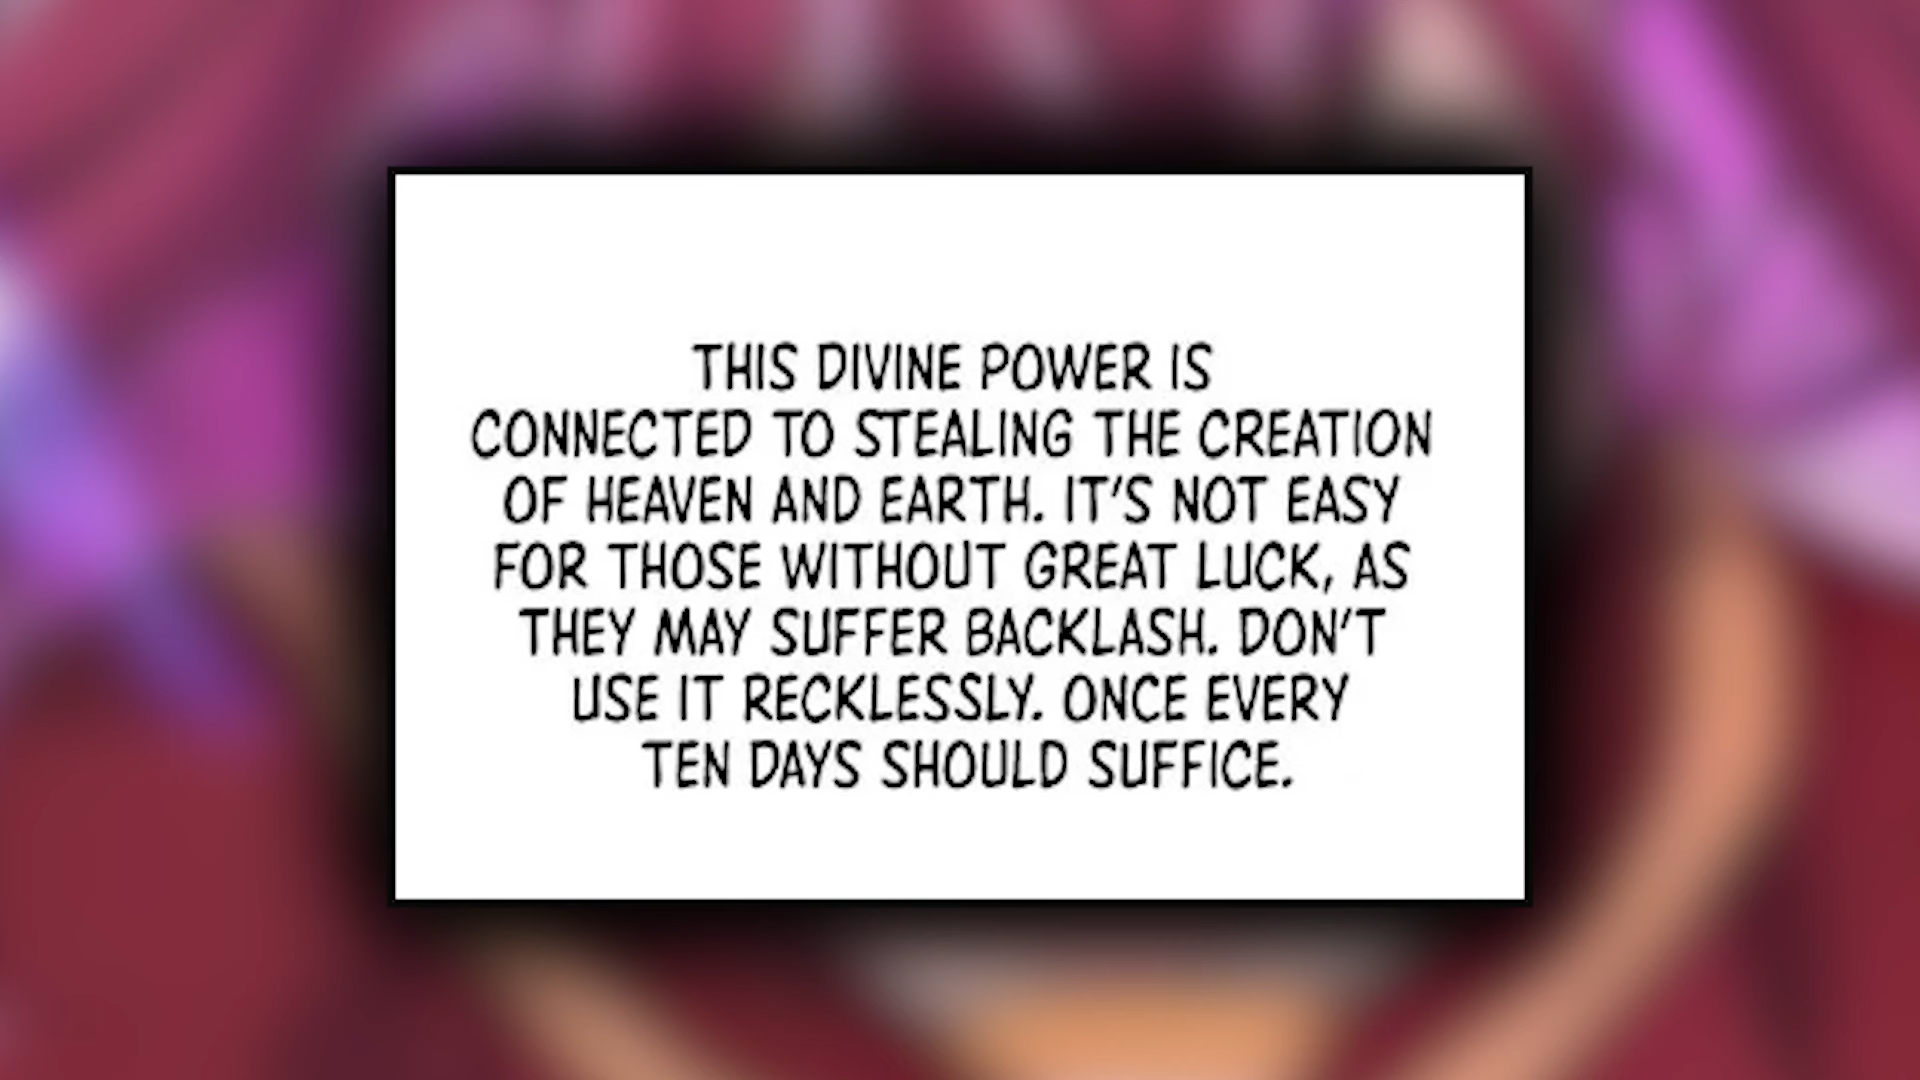 THIS DIVINE POWER IS
CONNECTED TO STEALING THE CREATION
OF HEAVEN AND EARTH. IT'S NOT EASY
FOR THOSE WITHOUT GREAT LUCK, AS
THEY MAY SUFFER BACKLASH. DON'T
USE IT RECKLESSLY. ONCE EVERY
TEN DAYS SHOULD SUFFICE.